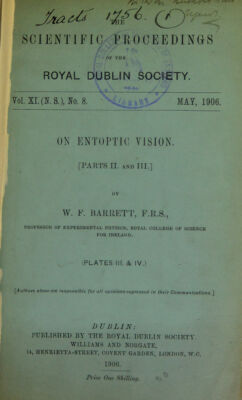 Tracts 1756.
THE
SCIENTIFIC PROCEEDINGS
OF THE
ROYAL DUBLIN SOCIETY.
Vol. XI. (N. S.), No. 8.
MAY, 1906.
ON ENTOPTIC VISION.
[PARTS II. AND III.]
BY
W. F. BARRETT, F.R.S.,
PROFESSOR OF EXPERIMENTAL PHYSICS, ROYAL COLLEGE OF SCIENCE
FOR IRELAND.
(PLATES III. & IV.)
[Authors alone are responsible for all opinions expressed in their Communications.]
DUBLIN:
PUBLISHED BY THE ROYAL DUBLIN SOCIETY.
WILLIAMS AND NORGATE,
14, HENRIETTA-STREET, COVENT GARDEN, LONDON, W.C.
1906.
Price One Shilling.
LIBRARY